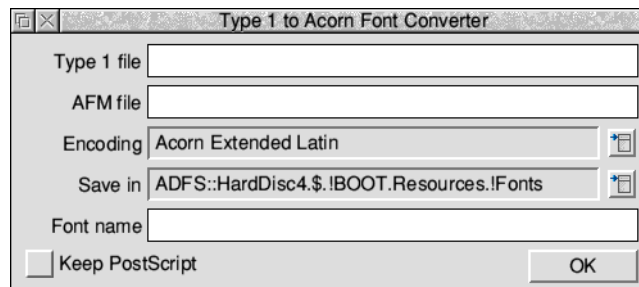 Type 1 to Acorn Font Converter
Type 1 file
AFM file
Encoding Acorn Extended Latin
Save in ADFS::HardDisc4.$.!BOOT.Resources.!Fonts
Font name
Keep PostScript OK